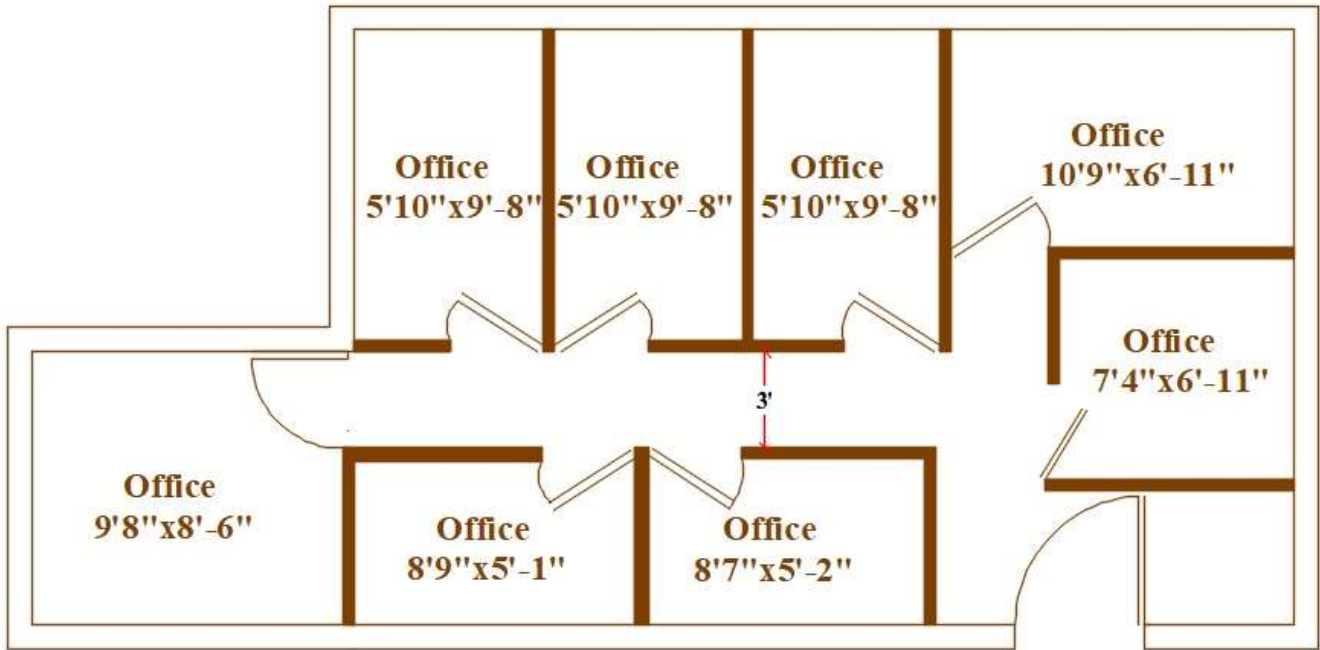 Office
5'10"x9'-8"
Office
5'10"x9'-8"
Office
5'10"x9'-8"
Office
10'9"x6'-11"
Office
7'4"x6'-11"
3'
Office
9'8"x8'-6"
Office
8'9"x5'-1"
Office
8'7"x5'-2"